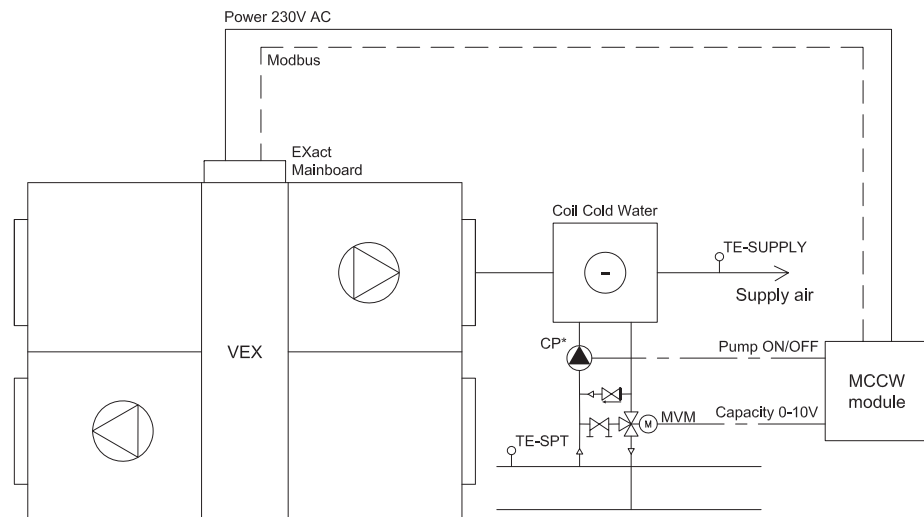 Power 230V AC
Modbus
EXact
Mainboard
Coil Cold Water
TE-SUPPLY
-
Supply air
VEX
CP*
Pump ON/OFF
MCCW
module
MVM
M
Capacity 0-10V
TE-SPT